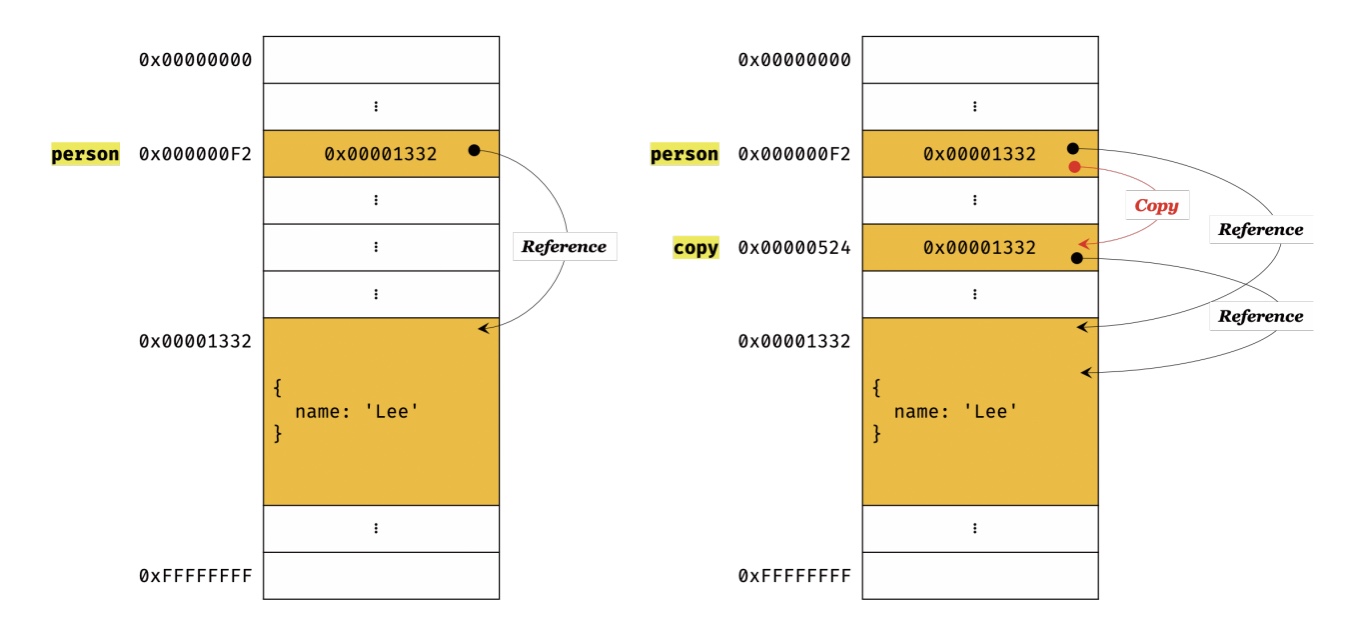 0x00000000
⋮
person 0x000000F2 0x00001332
⋮
⋮
Reference
⋮
0x00001332
{
name: 'Lee'
}
⋮
0xFFFFFFFF
0x00000000
⋮
person 0x000000F2 0x00001332
⋮
Copy
Reference
copy 0x00000524 0x00001332
⋮
Reference
0x00001332
{
name: 'Lee'
}
⋮
0xFFFFFFFF